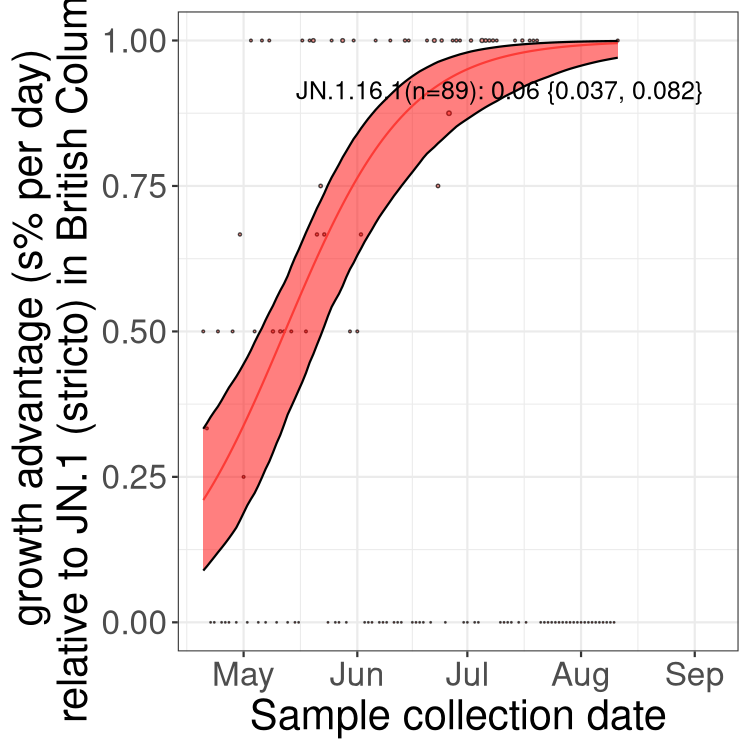 growth advantage (s% per day)
relative to JN.1 (stricto) in British Colum
1.00
0.75
0.50
0.25
0.00
JN.1.16.1(n=89): 0.06 {0.037, 0.082}
May Jun Jul Aug Sep
Sample collection date